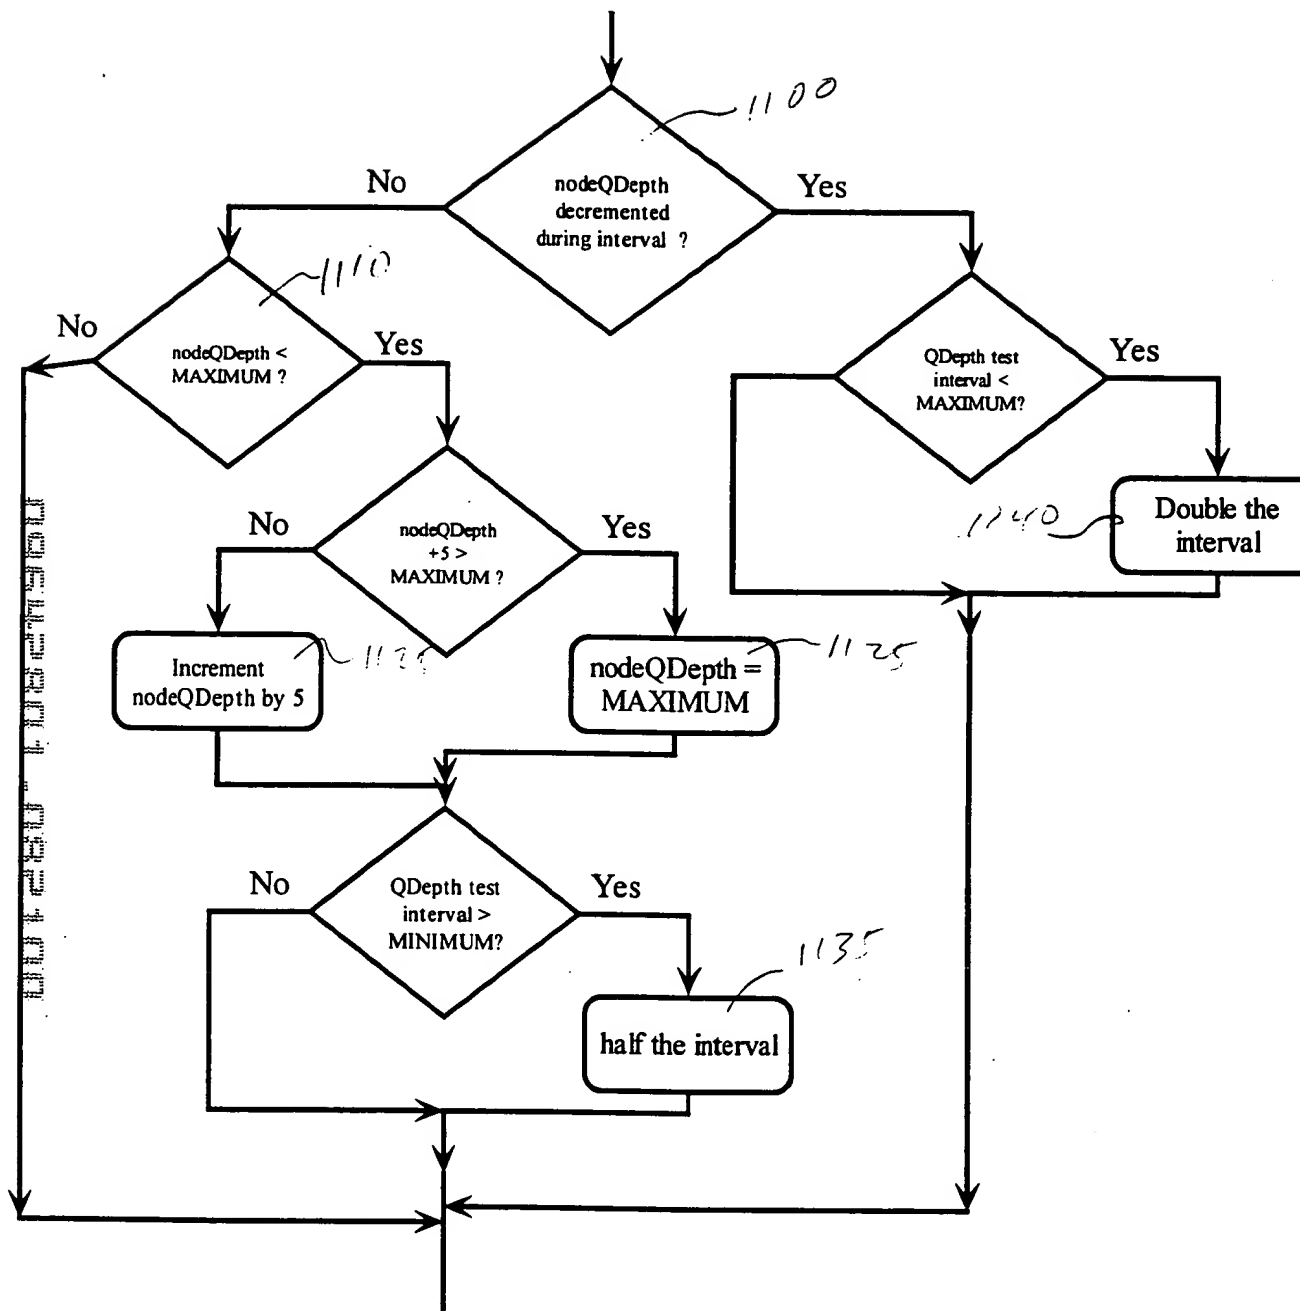 1100
nodeQDepth
decremented
during interval ?
No
Yes
1110
nodeQDepth <
MAXIMUM ?
No
Yes
QDepth test
interval <
MAXIMUM?
Yes
nodeQDepth
+5 >
MAXIMUM ?
No
Yes
1140
Double the
interval
Increment
nodeQDepth by 5
nodeQDepth =
MAXIMUM
1125
QDepth test
interval >
MINIMUM?
No
Yes
1135
half the interval